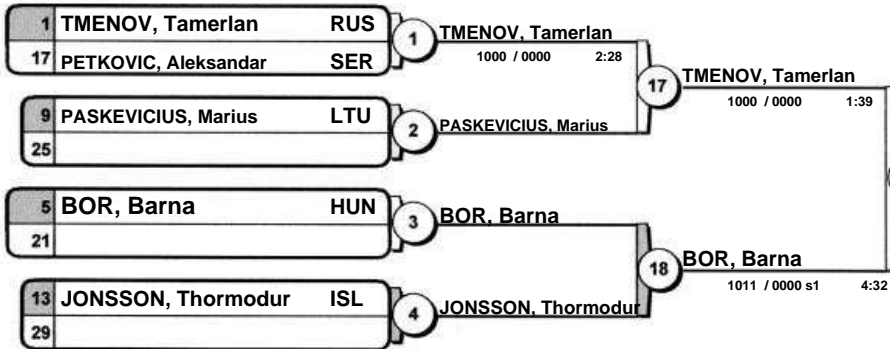 1 TMENOV, Tamerlan RUS
17 PETKOVIC, Aleksandar SER
1
TMENOV, Tamerlan
1000 / 0000 2:28
9 PASKEVICIUS, Marius LTU
25
2
PASKEVICIUS, Marius
17
TMENOV, Tamerlan
1000 / 0000 1:39
5 BOR, Barna HUN
21
3
BOR, Barna
13 JONSSON, Thormodur ISL
29
4
JONSSON, Thormodur
18
BOR, Barna
1011 / 0000 s1 4:32